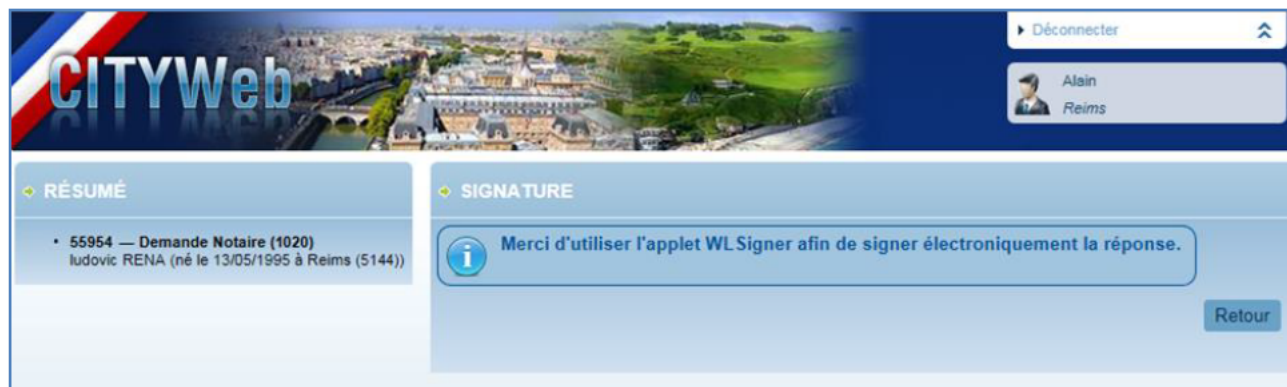 CITYWeb
Déconnecter
Alain
Reims
RÉSUMÉ
55954 — Demande Notaire (1020)
ludovic RENA (né le 13/05/1995 à Reims (5144))
SIGNATURE
Merci d'utiliser l'applet WLSigner afin de signer électroniquement la réponse.
Retour